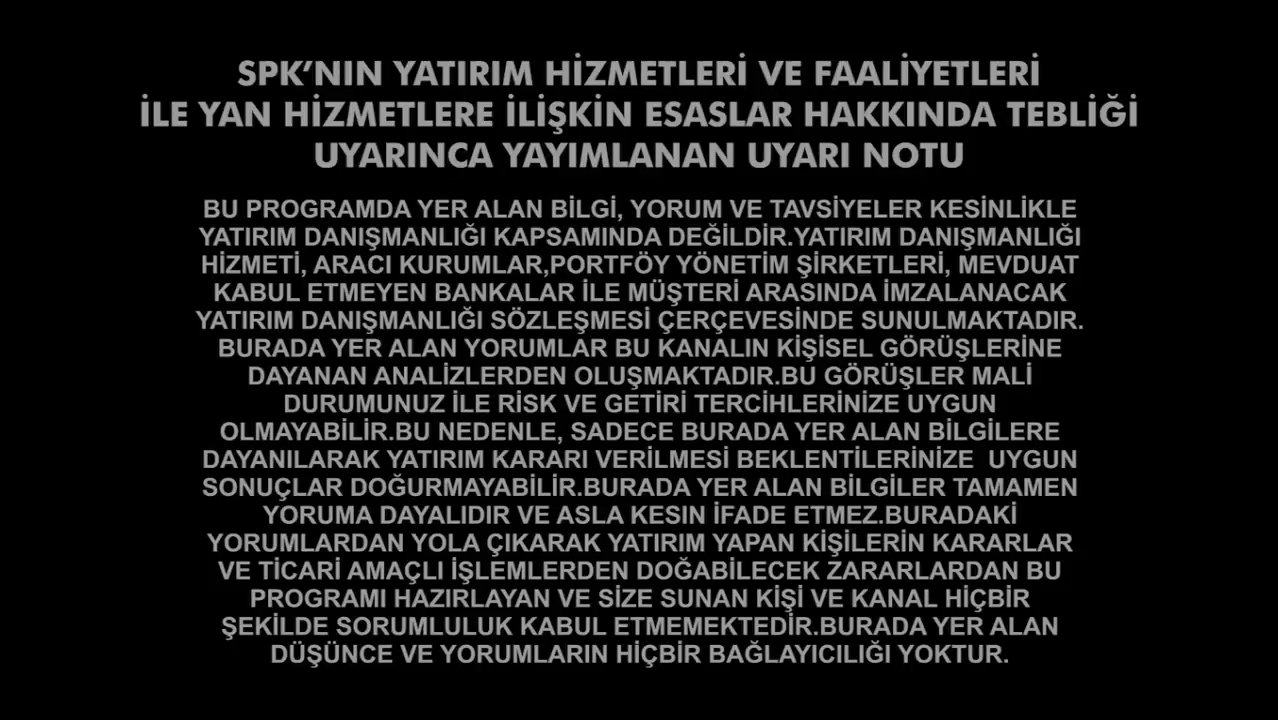 SPK’NIN YATIRIM HİZMETLERİ VE FAALİYETLERİ
İLE YAN HİZMETLERE İLİŞKİN ESASLAR HAKKINDA TEBLİĞİ
UYARINCA YAYIMLANAN UYARI NOTU
BU PROGRAMDA YER ALAN BİLGİ, YORUM VE TAVSİYELER KESİNLİKLE
YATIRIM DANIŞMANLIĞI KAPSAMINDA DEĞİLDİR.YATIRIM DANIŞMANLIĞI
HİZMETİ, ARACI KURUMLAR,PORTFÖY YÖNETİM ŞİRKETLERİ, MEVDUAT
KABUL ETMEYEN BANKALAR İLE MÜŞTERİ ARASINDA İMZALANACAK
YATIRIM DANIŞMANLIĞI SÖZLEŞMESİ ÇERÇEVESİNDE SUNULMAKTADIR.
BURADA YER ALAN YORUMLAR BU KANALIN KİŞİSEL GÖRÜŞLERİNE
DAYANAN ANALİZLERDEN OLUŞMAKTADIR.BU GÖRÜŞLER MALİ
DURUMUNUZ İLE RİSK VE GETİRİ TERCİHLERİNİZE UYGUN
OLMAYABİLİR.BU NEDENLE, SADECE BURADA YER ALAN BİLGİLERE
DAYANILARAK YATIRIM KARARI VERİLMESİ BEKLENTİLERİNİZE  UYGUN
SONUÇLAR DOĞURMAYABİLİR.BURADA YER ALAN BİLGİLER TAMAMEN
YORUMA DAYALIDIR VE ASLA KESIN İFADE ETMEZ.BURADAKİ
YORUMLARDAN YOLA ÇIKARAK YATIRIM YAPAN KİŞİLERİN KARARLAR
VE TİCARİ AMAÇLI İŞLEMLERDEN DOĞABİLECEK ZARARLARDAN BU
PROGRAMI HAZIRLAYAN VE SİZE SUNAN KİŞİ VE KANAL HİÇBİR
ŞEKİLDE SORUMLULUK KABUL ETMEMEKTEDİR.BURADA YER ALAN
DÜŞÜNCE VE YORUMLARIN HİÇBİR BAĞLAYICILIĞI YOKTUR.